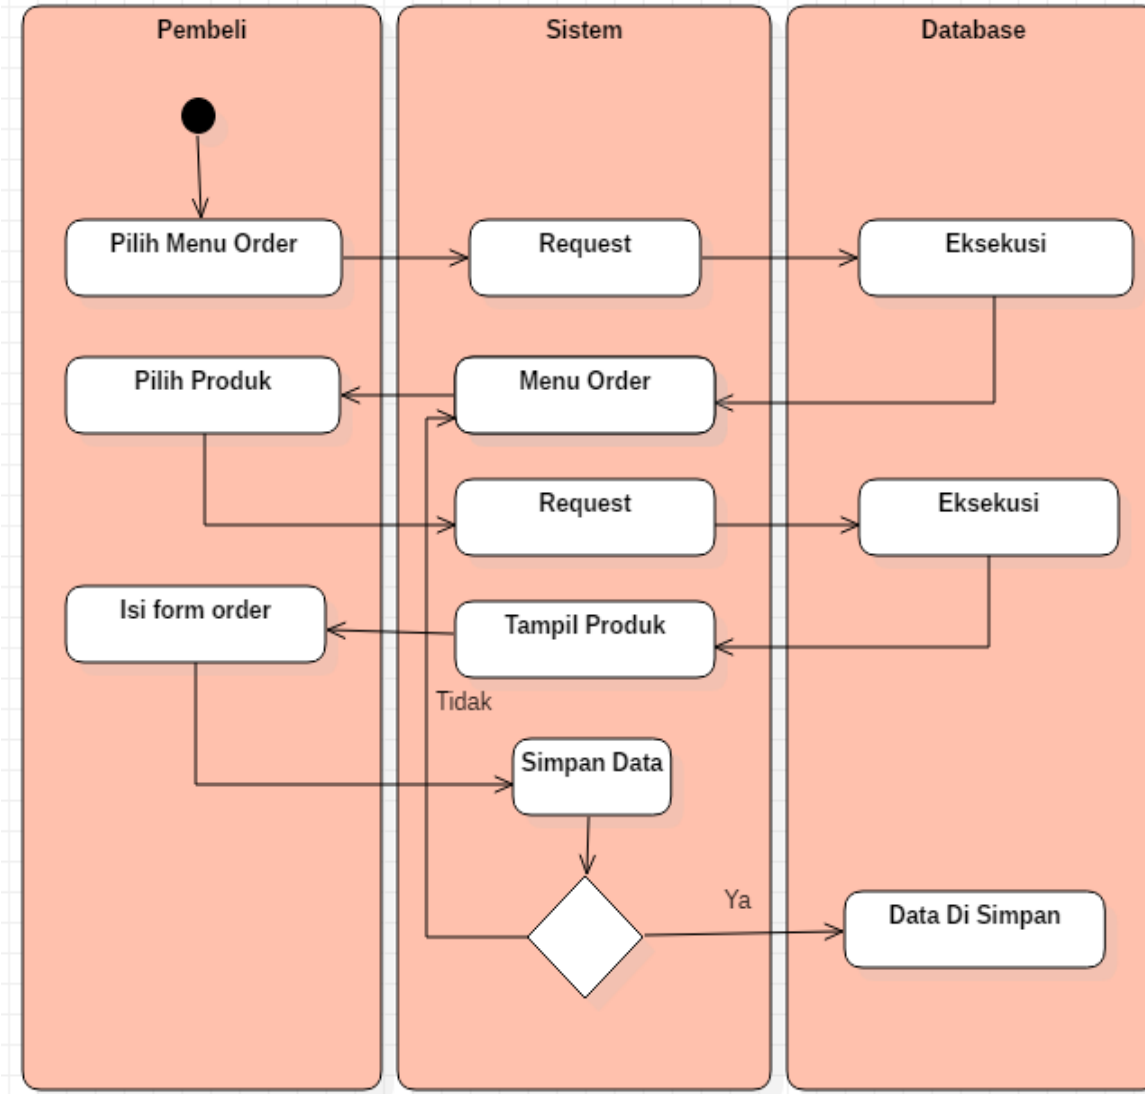 Pembeli
Sistem
Database
Pilih Menu Order
Request
Eksekusi
Pilih Produk
Menu Order
Request
Eksekusi
Isi form order
Tampil Produk
Tidak
Simpan Data
Ya
Data Di Simpan